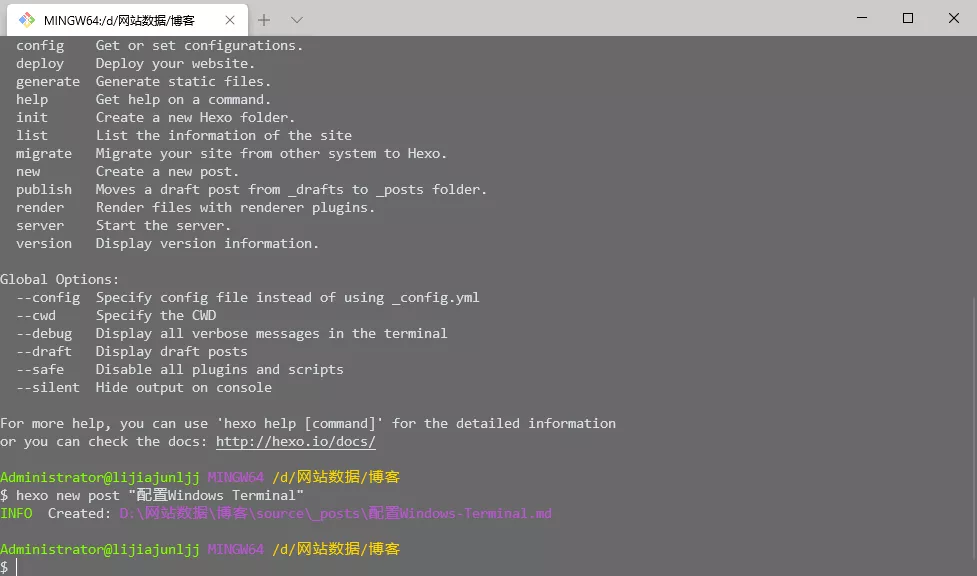 MINGW64:/d/网站数据/博客
config    Get or set configurations.
deploy    Deploy your website.
generate  Generate static files.
help      Get help on a command.
init      Create a new Hexo folder.
list      List the information of the site
migrate   Migrate your site from other system to Hexo.
new       Create a new post.
publish   Moves a draft post from _drafts to _posts folder.
render    Render files with renderer plugins.
server    Start the server.
version   Display version information.
Global Options:
--config  Specify config file instead of using _config.yml
--cwd     Specify the CWD
--debug   Display all verbose messages in the terminal
--draft   Display draft posts
--safe    Disable all plugins and scripts
--silent  Hide output on console
For more help, you can use 'hexo help [command]' for the detailed information
or you can check the docs: http://hexo.io/docs/
Administrator@lijiajunljj MINGW64 /d/网站数据/博客
$ hexo new post "配置Windows Terminal"
INFO  Created: D:\网站数据\博客\source\_posts\配置Windows-Terminal.md
Administrator@lijiajunljj MINGW64 /d/网站数据/博客
$